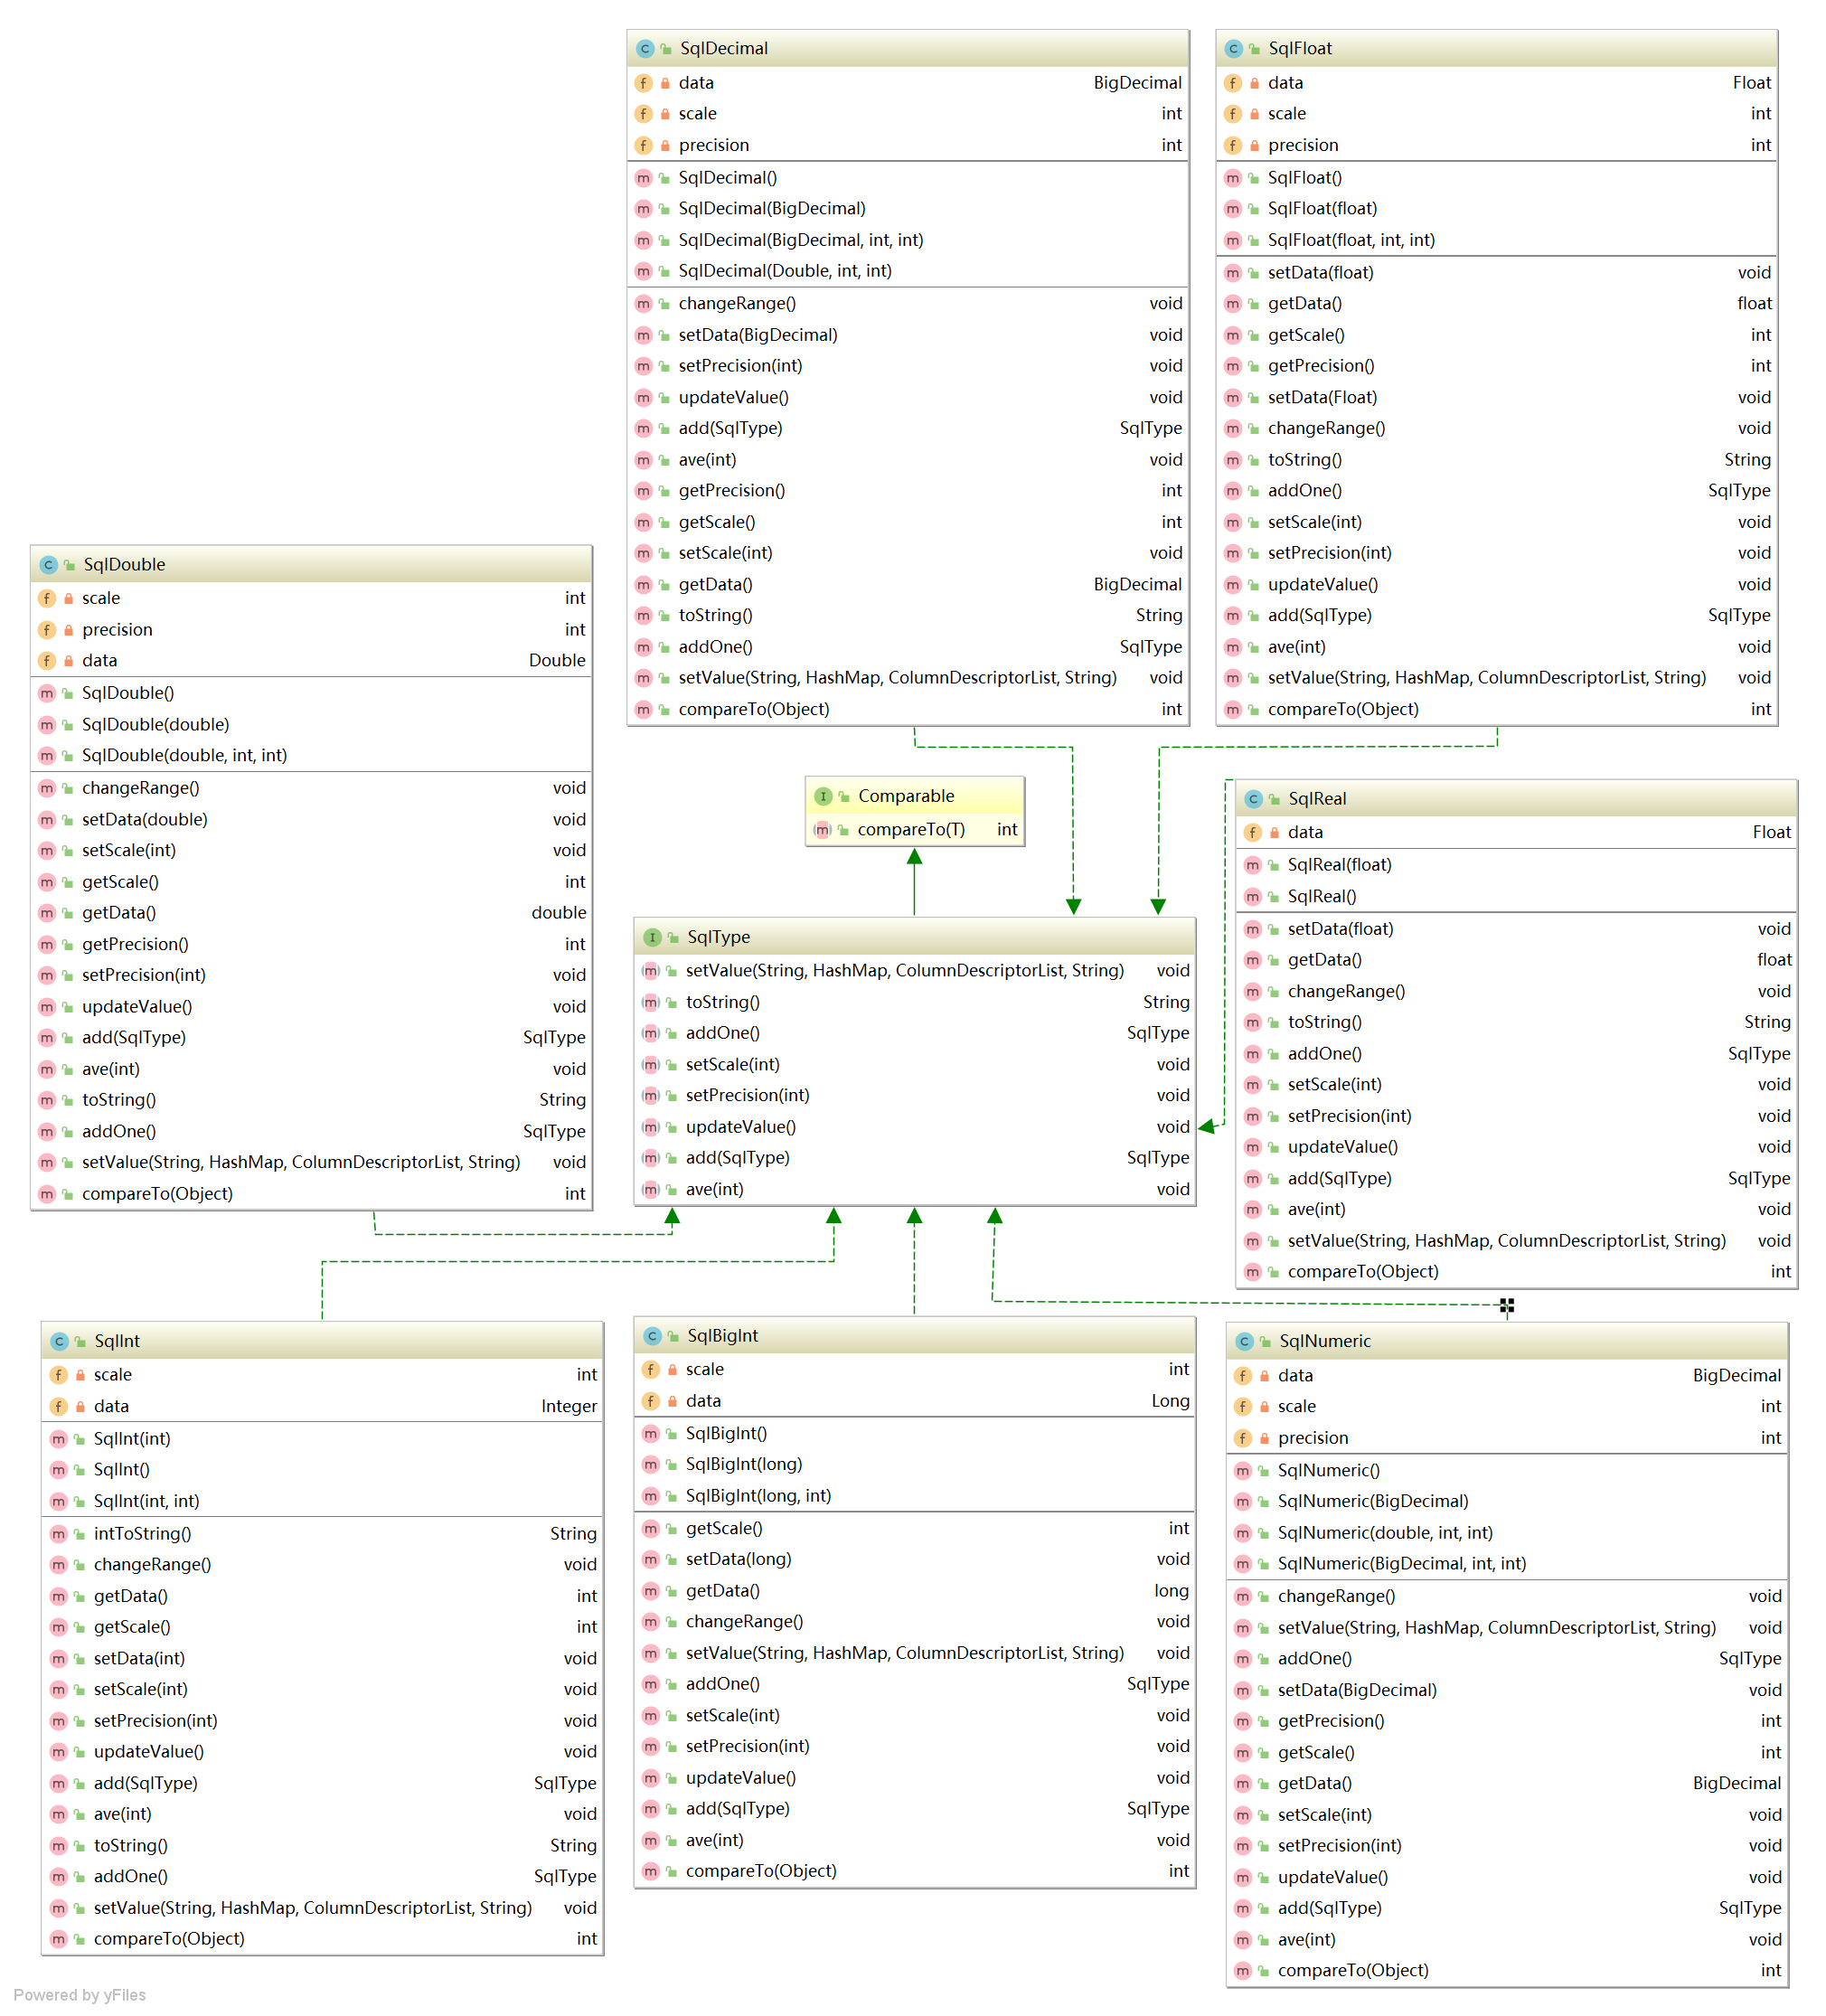 SqlDecimal
data BigDecimal
scale int
precision int
SqlDecimal()
SqlDecimal(BigDecimal)
SqlDecimal(BigDecimal, int, int)
SqlDecimal(Double, int, int)
changeRange() void
setData(BigDecimal) void
setPrecision(int) void
updateValue() void
add(SqlType) SqlType
ave(int) void
getPrecision() int
getScale() int
setScale(int) void
getData() BigDecimal
toString() String
addOne() SqlType
setValue(String, HashMap, ColumnDescriptorList, String) void
compareTo(Object) int
SqlFloat
data Float
scale int
precision int
SqlFloat()
SqlFloat(float)
SqlFloat(float, int, int)
setData(float) void
getData() float
getScale() int
getPrecision() int
setData(Float) void
changeRange() void
toString() String
addOne() SqlType
setScale(int) void
setPrecision(int) void
updateValue() void
add(SqlType) SqlType
ave(int) void
setValue(String, HashMap, ColumnDescriptorList, String) void
compareTo(Object) int
SqlDouble
scale int
precision int
data Double
SqlDouble()
SqlDouble(double)
SqlDouble(double, int, int)
changeRange() void
setData(double) void
setScale(int) void
getScale() int
getData() double
getPrecision() int
setPrecision(int) void
updateValue() void
add(SqlType) SqlType
ave(int) void
toString() String
addOne() SqlType
setValue(String, HashMap, ColumnDescriptorList, String) void
compareTo(Object) int
Comparable
compareTo(T) int
SqlType
setValue(String, HashMap, ColumnDescriptorList, String) void
toString() String
addOne() SqlType
setScale(int) void
setPrecision(int) void
updateValue() void
add(SqlType) SqlType
ave(int) void
SqlReal
data Float
SqlReal(float)
SqlReal()
setData(float) void
getData() float
changeRange() void
toString() String
addOne() SqlType
setScale(int) void
setPrecision(int) void
updateValue() void
add(SqlType) SqlType
ave(int) void
setValue(String, HashMap, ColumnDescriptorList, String) void
compareTo(Object) int
SqlInt
scale int
data Integer
SqlInt(int)
SqlInt()
SqlInt(int, int)
intToString() String
changeRange() void
getData() int
getScale() int
setData(int) void
setScale(int) void
setPrecision(int) void
updateValue() void
add(SqlType) SqlType
ave(int) void
toString() String
addOne() SqlType
setValue(String, HashMap, ColumnDescriptorList, String) void
compareTo(Object) int
SqlBigInt
scale int
data Long
SqlBigInt()
SqlBigInt(long)
SqlBigInt(long, int)
getScale() int
setData(long) void
getData() long
changeRange() void
setValue(String, HashMap, ColumnDescriptorList, String) void
addOne() SqlType
setScale(int) void
setPrecision(int) void
updateValue() void
add(SqlType) SqlType
ave(int) void
compareTo(Object) int
SqlNumeric
data BigDecimal
scale int
precision int
SqlNumeric()
SqlNumeric(BigDecimal)
SqlNumeric(double, int, int)
SqlNumeric(BigDecimal, int, int)
changeRange() void
setValue(String, HashMap, ColumnDescriptorList, String) void
addOne() SqlType
setData(BigDecimal) void
getPrecision() int
getScale() int
getData() BigDecimal
setScale(int) void
setPrecision(int) void
updateValue() void
add(SqlType) SqlType
ave(int) void
compareTo(Object) int
Powered by yFiles